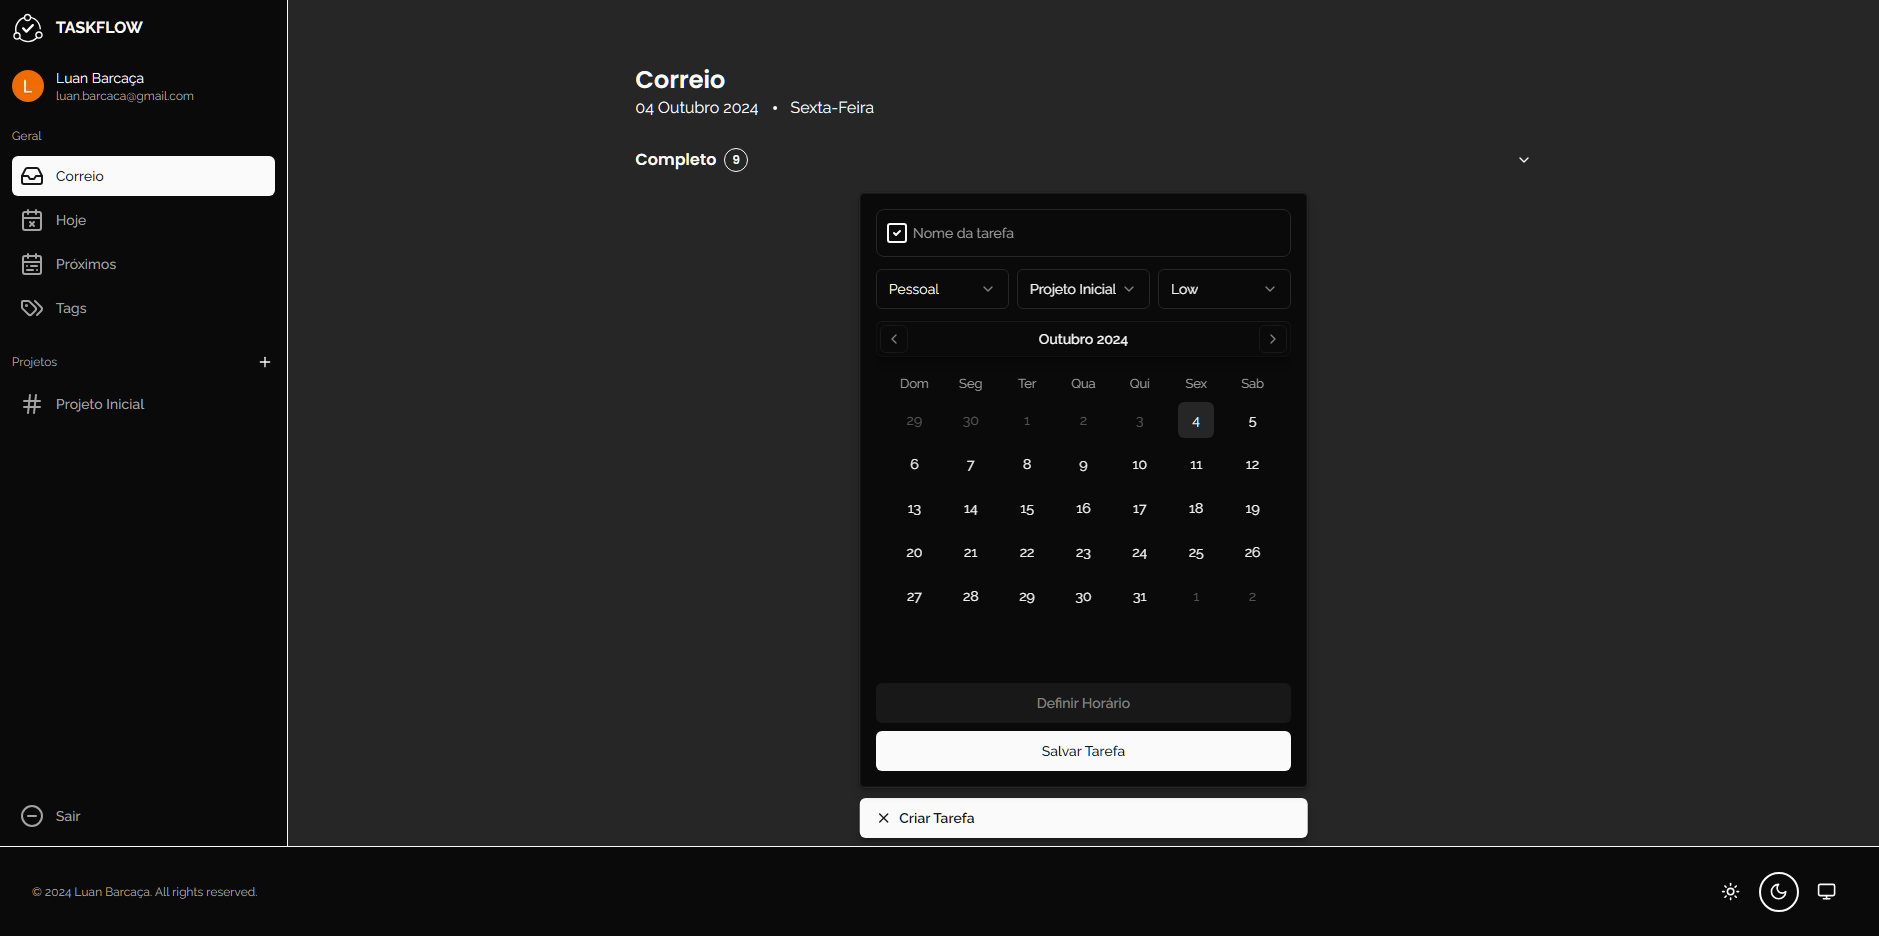 TASKFLOW
L
Luan Barcaça
luan.barcaca@gmail.com
Geral
Correio
Hoje
Próximos
Tags
Projetos
Projeto Inicial
Sair
Correio
04 Outubro 2024 • Sexta-Feira
Completo 9
Nome da tarefa
Pessoal Projeto Inicial Low
Outubro 2024
Dom Seg Ter Qua Qui Sex Sab
29 30 1 2 3 4 5
6 7 8 9 10 11 12
13 14 15 16 17 18 19
20 21 22 23 24 25 26
27 28 29 30 31 1 2
Definir Horário
Salvar Tarefa
Criar Tarefa
© 2024 Luan Barcaça. All rights reserved.